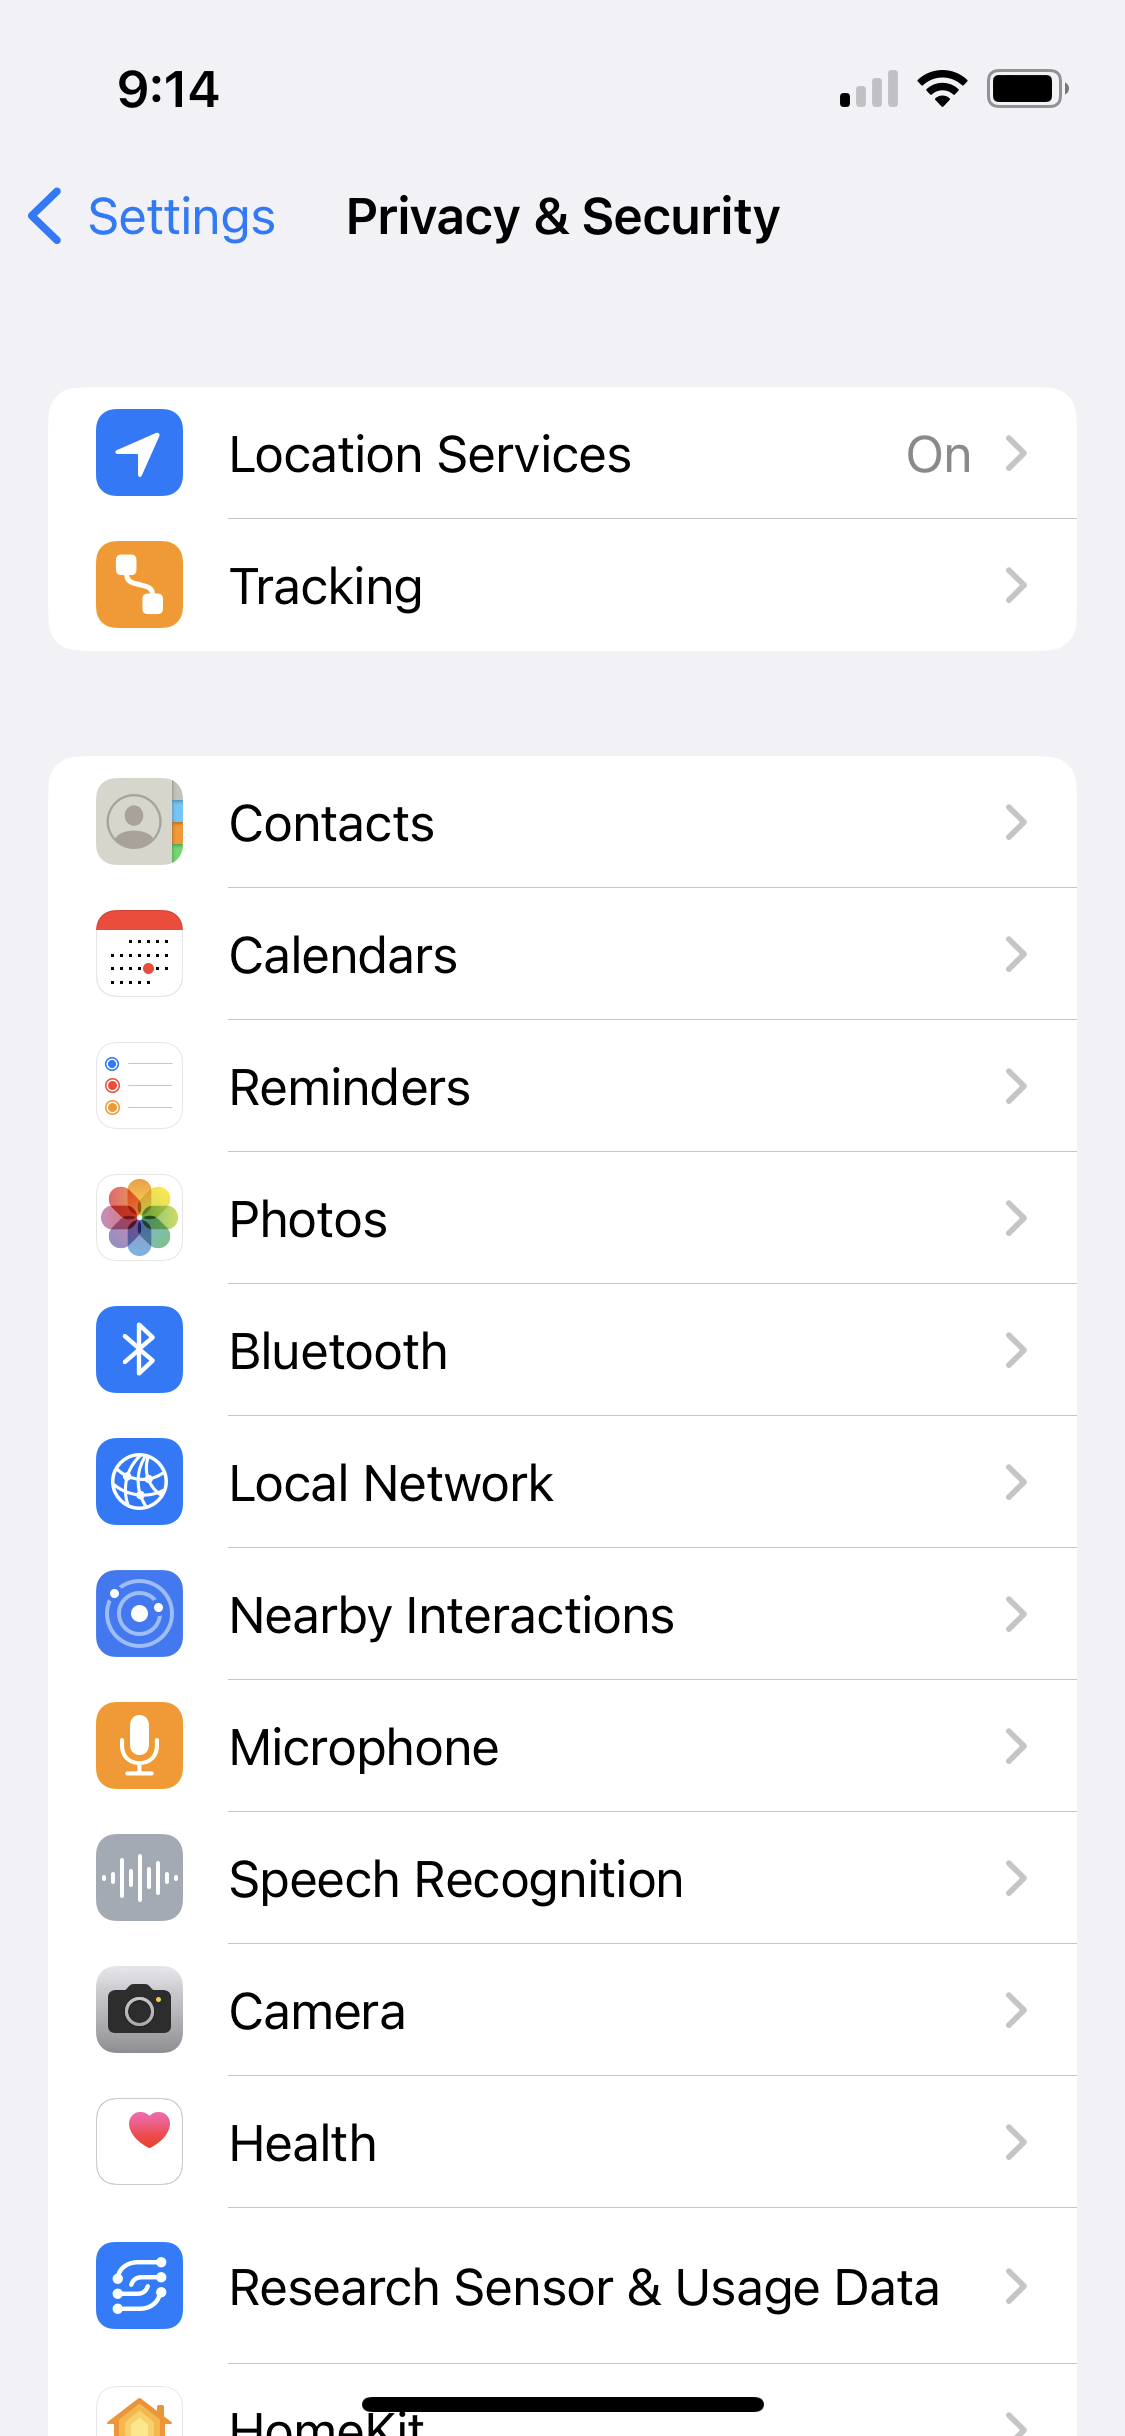 9:14
Settings
Privacy & Security
Location Services On
Tracking
Contacts
Calendars
Reminders
Photos
Bluetooth
Local Network
Nearby Interactions
Microphone
Speech Recognition
Camera
Health
Research Sensor & Usage Data
HomeKit